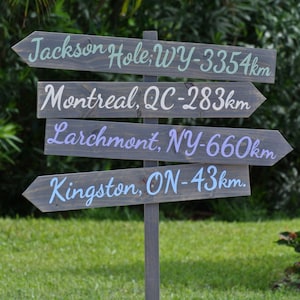 Jackson Hole, WY-3354km
Montreal, QC-283km
Larchmont, NY-660km
Kingston, ON-43km.